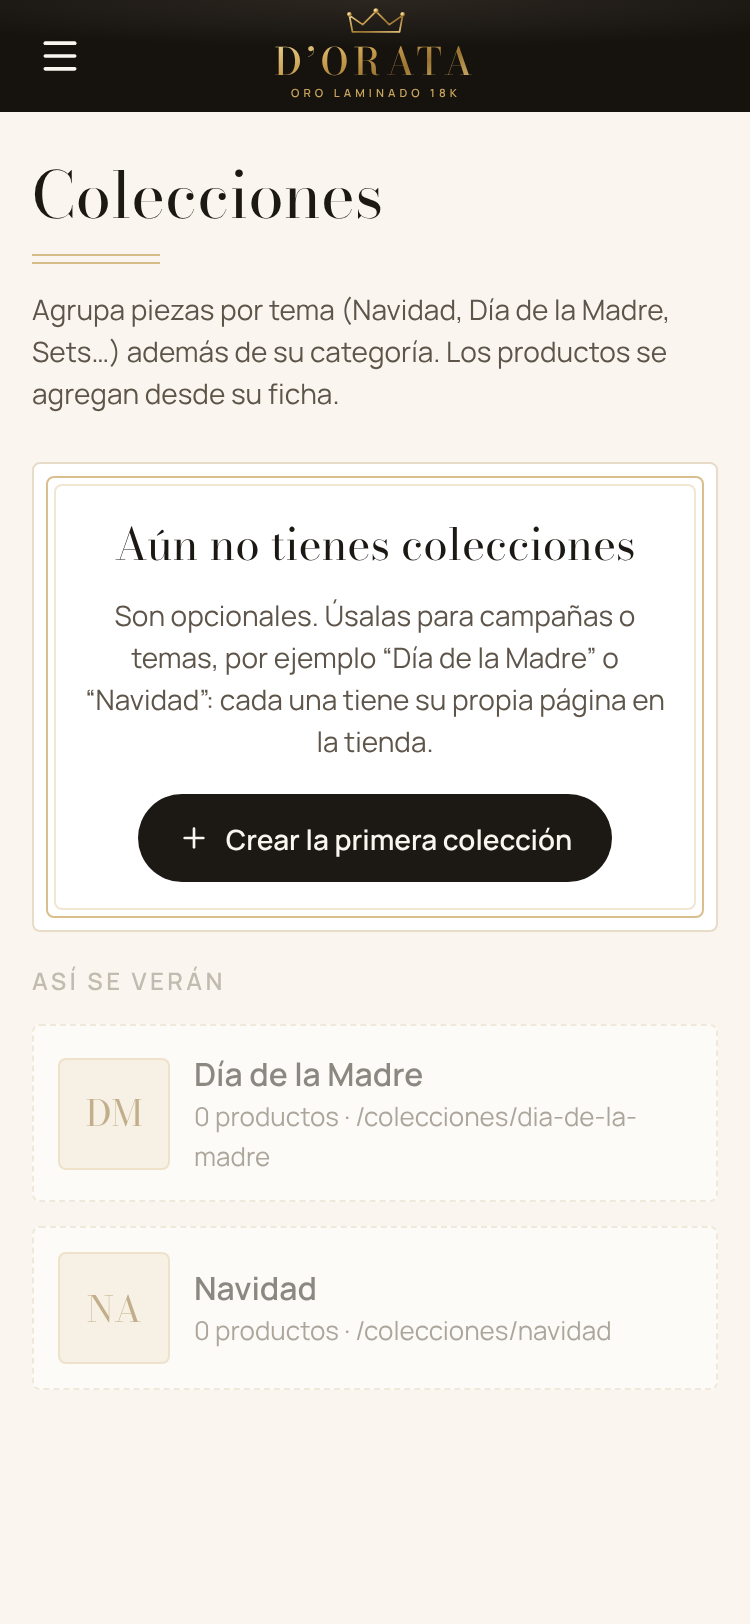 D’ORATA
ORO LAMINADO 18K
Colecciones
Agrupa piezas por tema (Navidad, Día de la Madre,
Sets…) además de su categoría. Los productos se
agregan desde su ficha.
Aún no tienes colecciones
Son opcionales. Úsalas para campañas o
temas, por ejemplo “Día de la Madre” o
“Navidad”: cada una tiene su propia página en
la tienda.
Crear la primera colección
ASÍ SE VERÁN
DM
Día de la Madre
0 productos · /colecciones/dia-de-la-
madre
NA
Navidad
0 productos · /colecciones/navidad